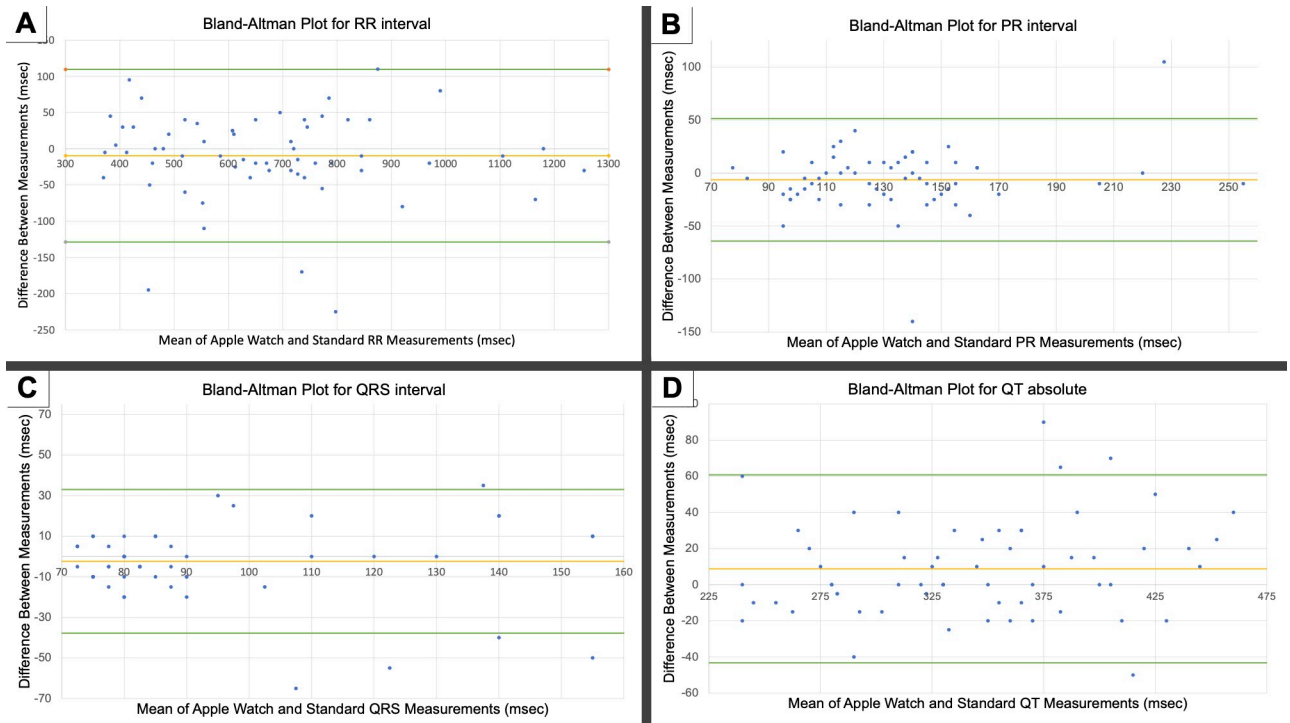 A
Bland-Altman Plot for RR interval
Difference Between Measurements (msec)
100
50
0
-50
-100
-150
-200
-250
300 400 500 600 700 800 900 1000 1100 1200 1300
Mean of Apple Watch and Standard RR Measurements (msec)
B
Bland-Altman Plot for PR interval
Difference Between Measurements (msec)
100
50
0
-50
-100
-150
70 90 110 130 150 170 190 210 230 250
Mean of Apple Watch and Standard PR Measurements (msec)
C
Bland-Altman Plot for QRS interval
Difference Between Measurements (msec)
70
50
30
10
-10
-30
-50
-70
70 80 90 100 110 120 130 140 150 160
Mean of Apple Watch and Standard QRS Measurements (msec)
D
Bland-Altman Plot for QT absolute
Difference Between Measurements (msec)
80
60
40
20
0
-20
-40
-60
225 275 325 375 425 475
Mean of Apple Watch and Standard QT Measurements (msec)